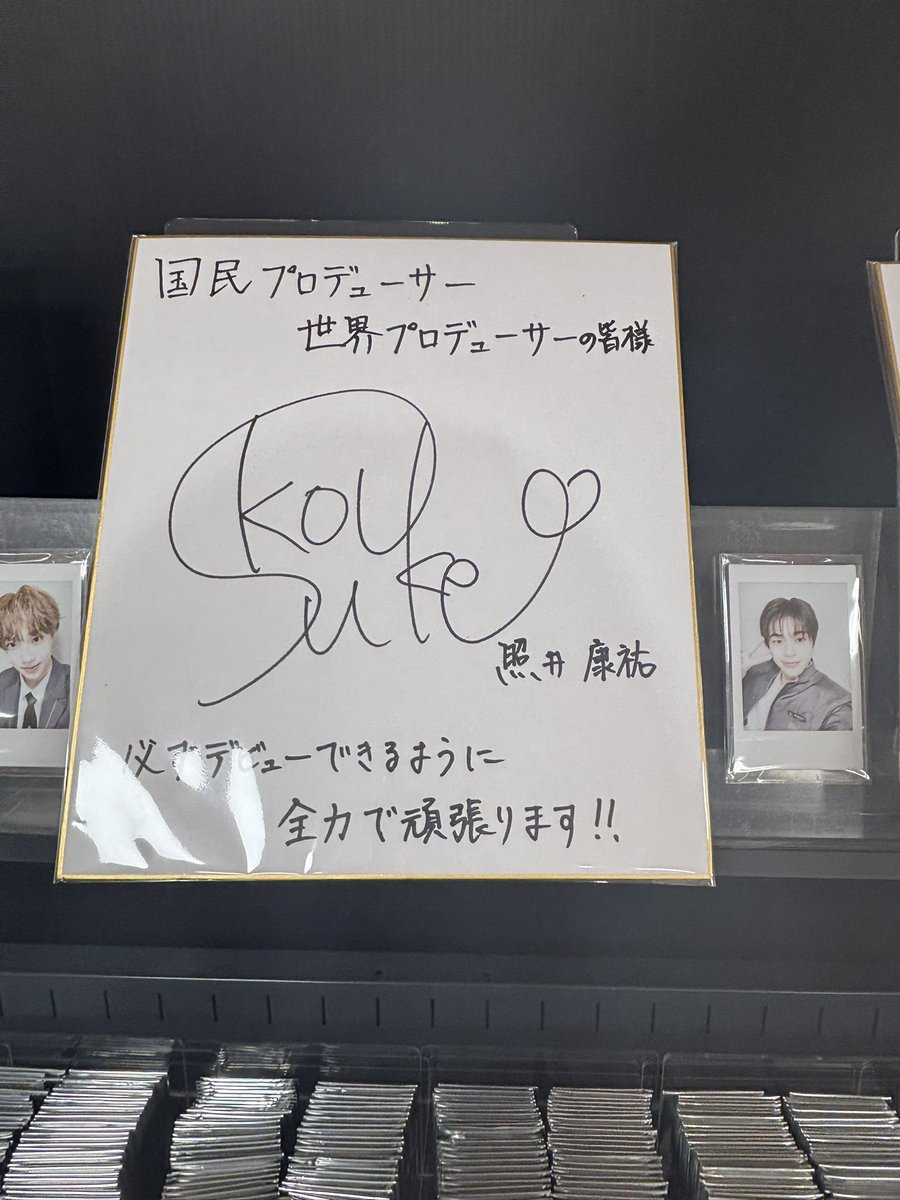 国民プロデューサー
世界プロデューサーの皆様
Kou
suke
照井 康祐
必ずデビューできるように
全力で頑張ります!!